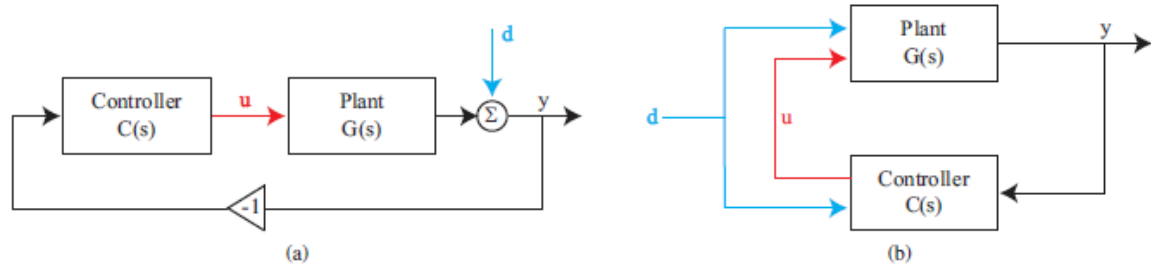 d
Controller
C(s)
u
Plant
G(s)
Σ
y
-1
(a)
Plant
G(s)
y
d
u
Controller
C(s)
(b)